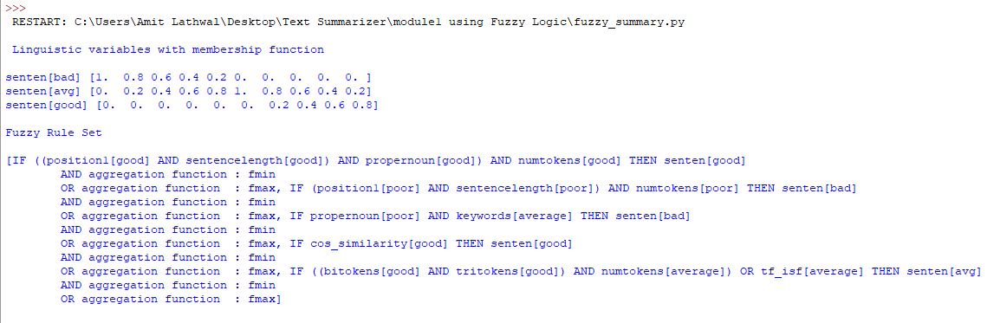 >>>
 RESTART: C:\Users\Amit Lathwal\Desktop\Text Summarizer\module1 using Fuzzy Logic\fuzzy_summary.py
 Linguistic variables with membership function
senten[bad] [1.  0.8 0.6 0.4 0.2 0.  0.  0.  0.  0. ]
senten[avg] [0.  0.2 0.4 0.6 0.8 1.  0.8 0.6 0.4 0.2]
senten[good] [0.  0.  0.  0.  0.  0.  0.2 0.4 0.6 0.8]
Fuzzy Rule Set
[IF ((position1[good] AND sentencelength[good]) AND propernoun[good]) AND numtokens[good] THEN senten[good]
        AND aggregation function : fmin
        OR aggregation function  : fmax, IF (position1[poor] AND sentencelength[poor]) AND numtokens[poor] THEN senten[bad]
        AND aggregation function : fmin
        OR aggregation function  : fmax, IF propernoun[poor] AND keywords[average] THEN senten[bad]
        AND aggregation function : fmin
        OR aggregation function  : fmax, IF cos_similarity[good] THEN senten[good]
        AND aggregation function : fmin
        OR aggregation function  : fmax, IF ((bitokens[good] AND tritokens[good]) AND numtokens[average]) OR tf_isf[average] THEN senten[avg]
        AND aggregation function : fmin
        OR aggregation function  : fmax]